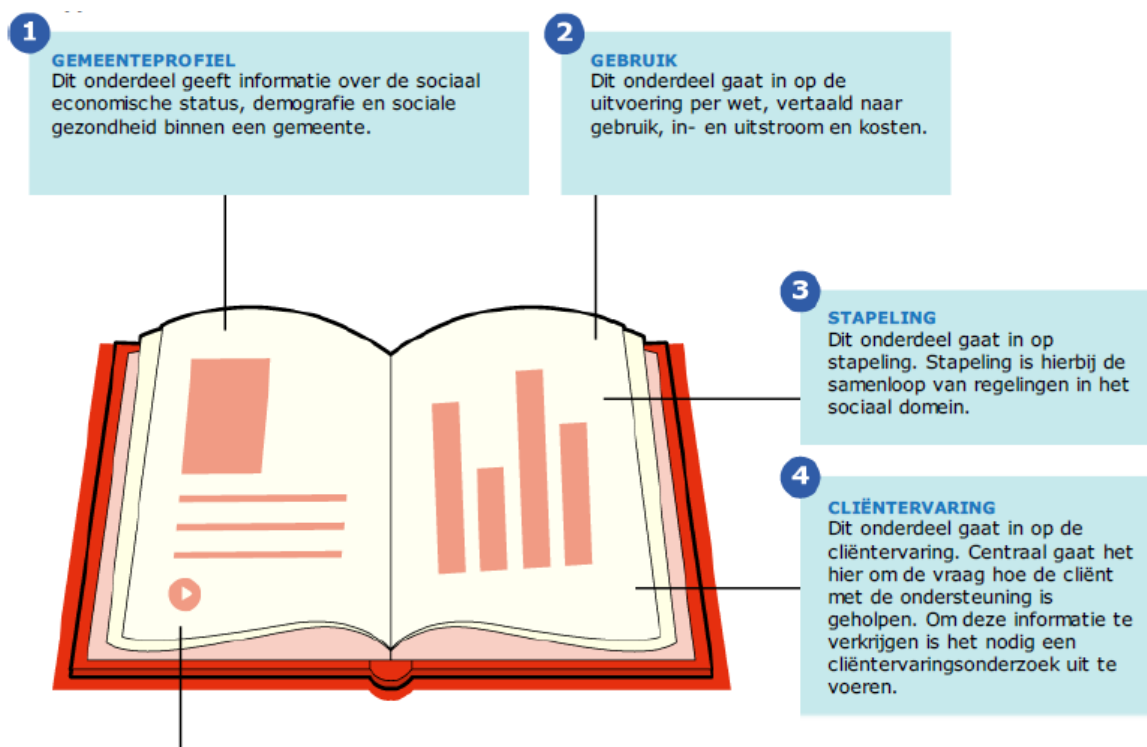 1
GEMEENTEPROFIEL
Dit onderdeel geeft informatie over de sociaal
economische status, demografie en sociale
gezondheid binnen een gemeente.
2
GEBRUIK
Dit onderdeel gaat in op de
uitvoering per wet, vertaald naar
gebruik, in- en uitstroom en kosten.
3
STAPELING
Dit onderdeel gaat in op
stapeling. Stapeling is hierbij de
samenloop van regelingen in het
sociaal domein.
4
CLIËNTERVARING
Dit onderdeel gaat in op de
cliëntervaring. Centraal gaat het
hier om de vraag hoe de cliënt
met de ondersteuning is
geholpen. Om deze informatie te
verkrijgen is het nodig een
cliëntervaringsonderzoek uit te
voeren.